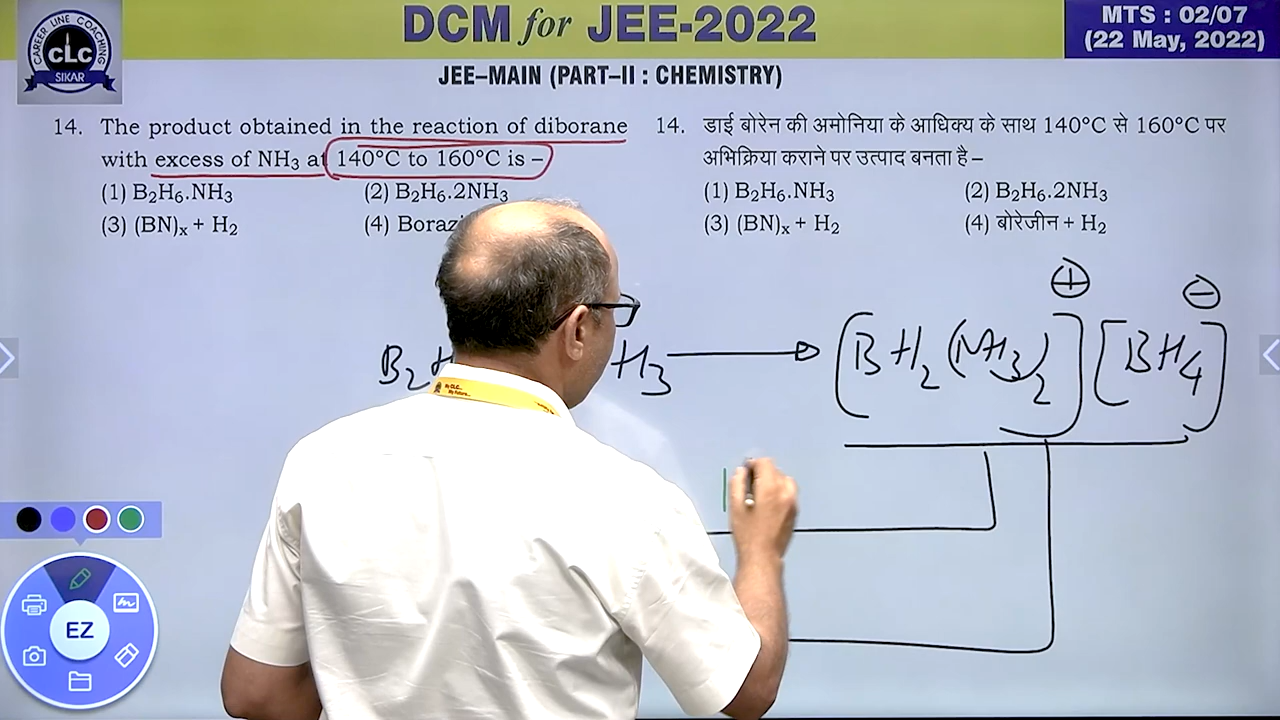 CAREER LINE COACHING
CLC
SIKAR
DCM for JEE-2022
MTS : 02/07
(22 May, 2022)
JEE–MAIN (PART–II : CHEMISTRY)
14. The product obtained in the reaction of diborane
with excess of NH₃ at 140°C to 160°C is –
(1) B₂H₆.NH₃ (2) B₂H₆.2NH₃
(3) (BN)ₓ + H₂ (4)
14. डाई बोरेन की अमोनिया के आधिक्य के साथ 140°C से 160°C पर
अभिक्रिया कराने पर उत्पाद बनता है –
(1) B₂H₆.NH₃ (2) B₂H₆.2NH₃
(3) (BN)ₓ + H₂ (4) बोरेजीन + H₂
B₂H H₃ → [BH₂(NH₃)₂]⊕ [BH₄]⊖
EZ